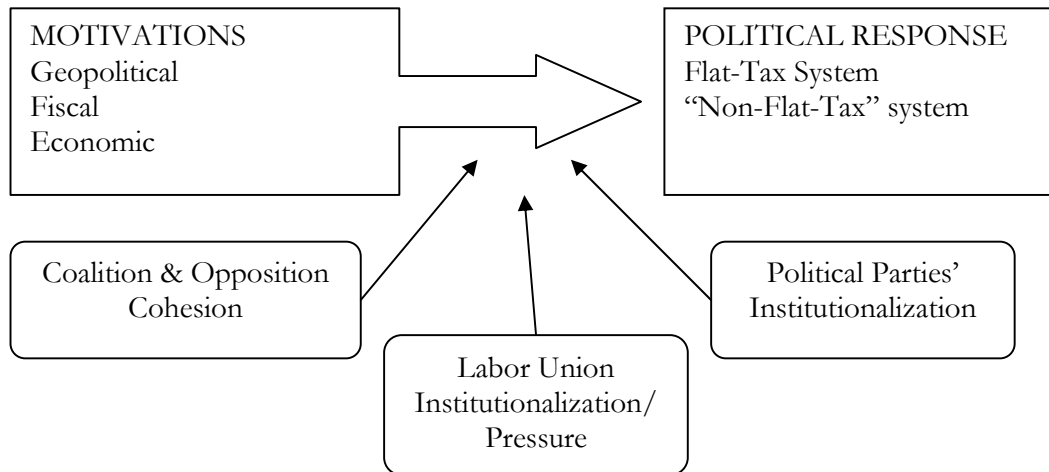 MOTIVATIONS
Geopolitical
Fiscal
Economic
POLITICAL RESPONSE
Flat-Tax System
“Non-Flat-Tax” system
Coalition & Opposition
Cohesion
Labor Union
Institutionalization/
Pressure
Political Parties’
Institutionalization